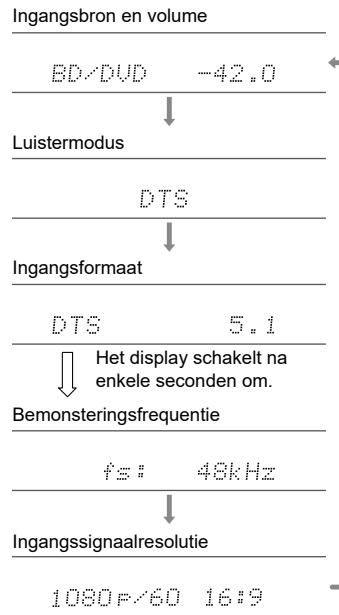 Ingangsbron en volume
BD/DVD -42.0
Luistermodus
DTS
Ingangsformaat
DTS 5.1
Het display schakelt na
enkele seconden om.
Bemonsteringsfrequentie
fs: 48kHz
Ingangssignaalresolutie
1080p/60 16:9